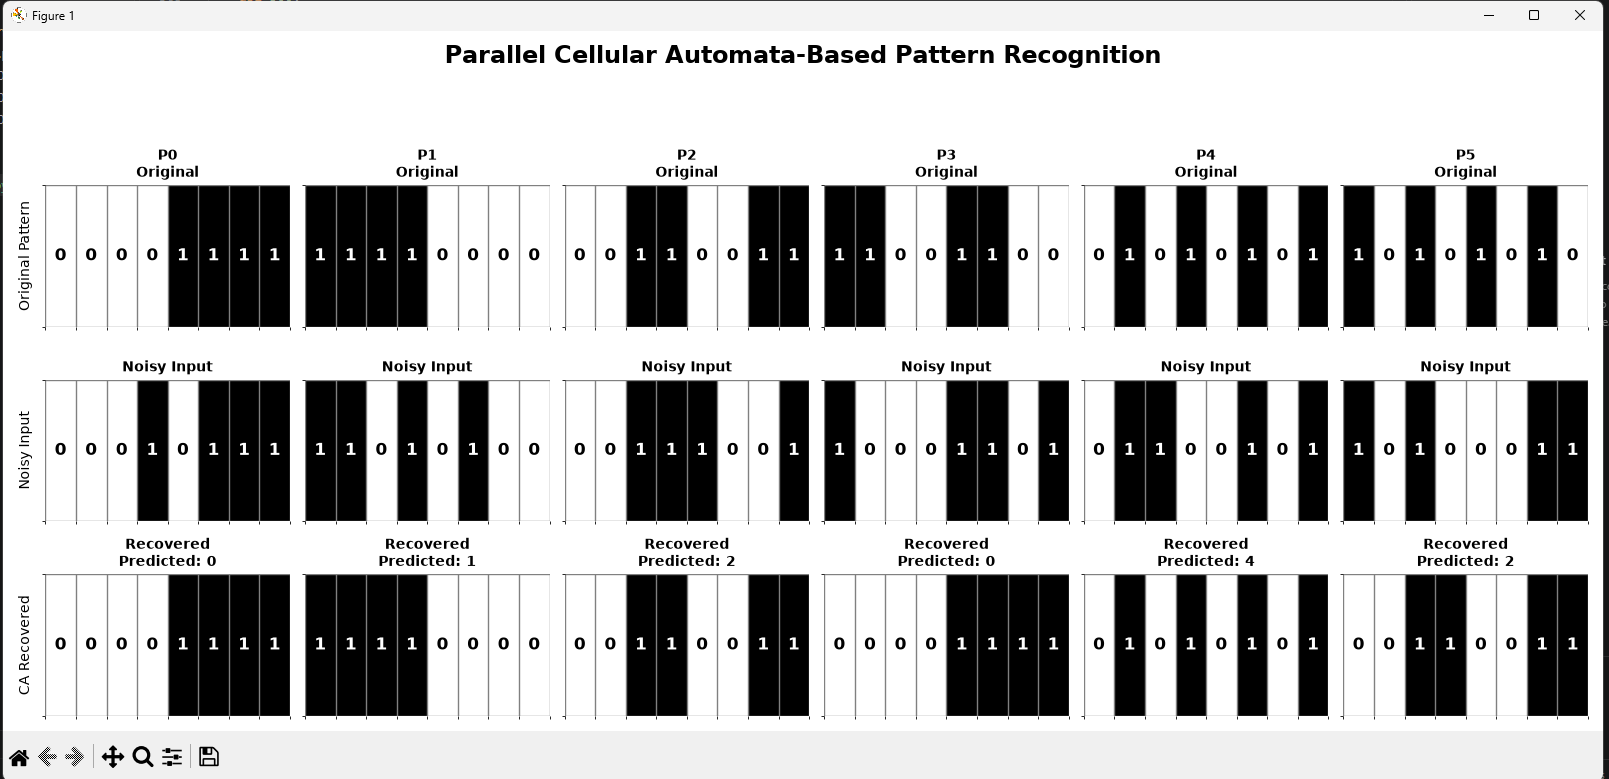 Figure 1
Parallel Cellular Automata-Based Pattern Recognition
P0
Original
P1
Original
P2
Original
P3
Original
P4
Original
P5
Original
Original Pattern
0 0 0 0 1 1 1 1
1 1 1 1 0 0 0 0
0 0 1 1 0 0 1 1
1 1 0 0 1 1 0 0
0 1 0 1 0 1 0 1
1 0 1 0 1 0 1 0
Noisy Input
Noisy Input
Noisy Input
Noisy Input
Noisy Input
Noisy Input
Noisy Input
0 0 0 1 0 1 1 1
1 1 0 1 0 1 0 0
0 0 1 1 1 0 0 1
1 0 0 0 1 1 0 1
0 1 1 0 0 1 0 1
1 0 1 0 0 0 1 1
Recovered
Predicted: 0
Recovered
Predicted: 1
Recovered
Predicted: 2
Recovered
Predicted: 0
Recovered
Predicted: 4
Recovered
Predicted: 2
CA Recovered
0 0 0 0 1 1 1 1
1 1 1 1 0 0 0 0
0 0 1 1 0 0 1 1
0 0 0 0 1 1 1 1
0 1 0 1 0 1 0 1
0 0 1 1 0 0 1 1